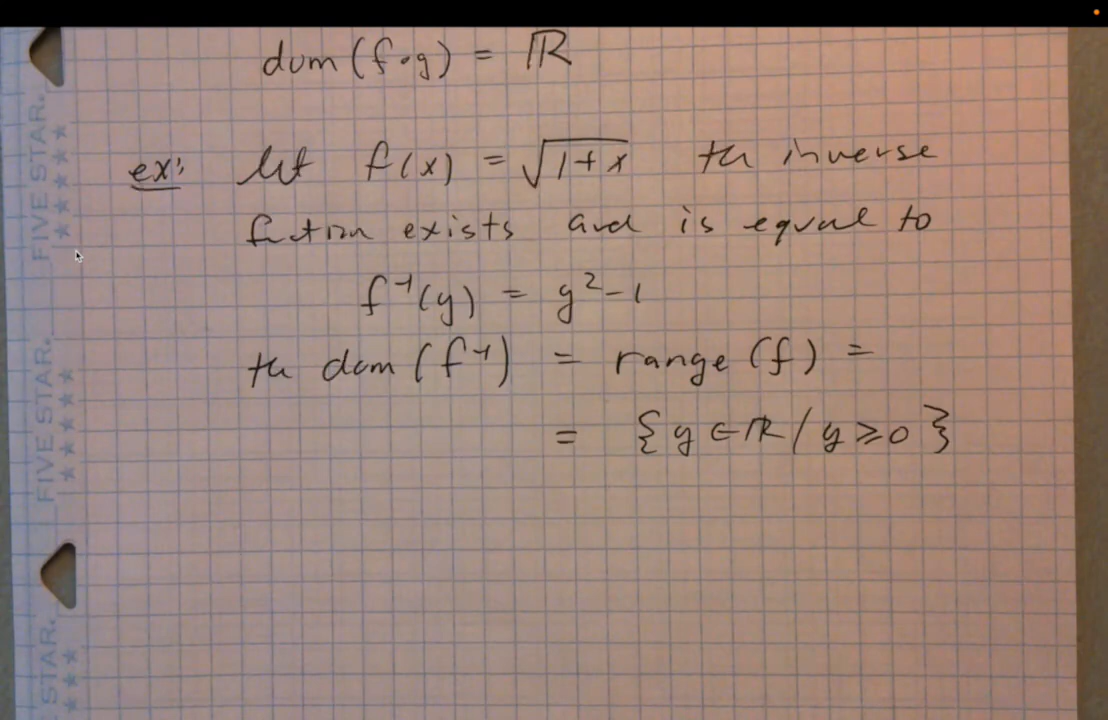 dom (f∘g) = ℝ
ex: let f(x) = √(1+x) the inverse
function exists and is equal to
f⁻¹(y) = y² - 1
the dom (f⁻¹) = range (f) =
= {y ∈ ℝ / y ⩾ 0}
FIVE STAR.
★★★★
FIVE STAR.
★★★★
STAR.
★★★